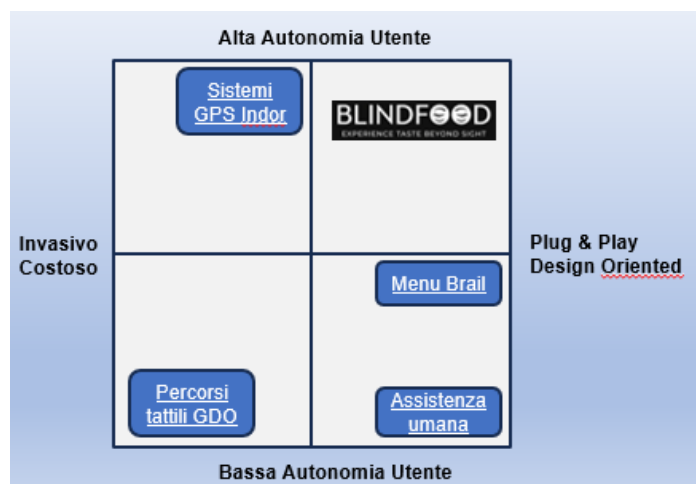 Alta Autonomia Utente
Sistemi
GPS Indor
BLINDFOOD
EXPERIENCE TASTE BEYOND SIGHT
Invasivo
Costoso
Plug & Play
Design Oriented
Menu Brail
Percorsi
tattili GDO
Assistenza
umana
Bassa Autonomia Utente